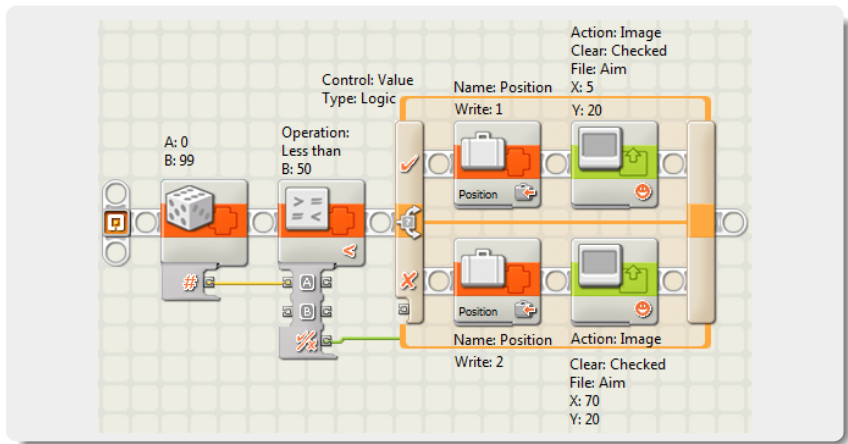 Action: Image
Clear: Checked
File: Aim
X: 5
Y: 20
Control: Value
Type: Logic
Name: Position
Write: 1
A: 0
B: 99
Operation:
Less than
B: 50
Position
#
A
B
Position
Name: Position
Write: 2
Action: Image
Clear: Checked
File: Aim
X: 70
Y: 20